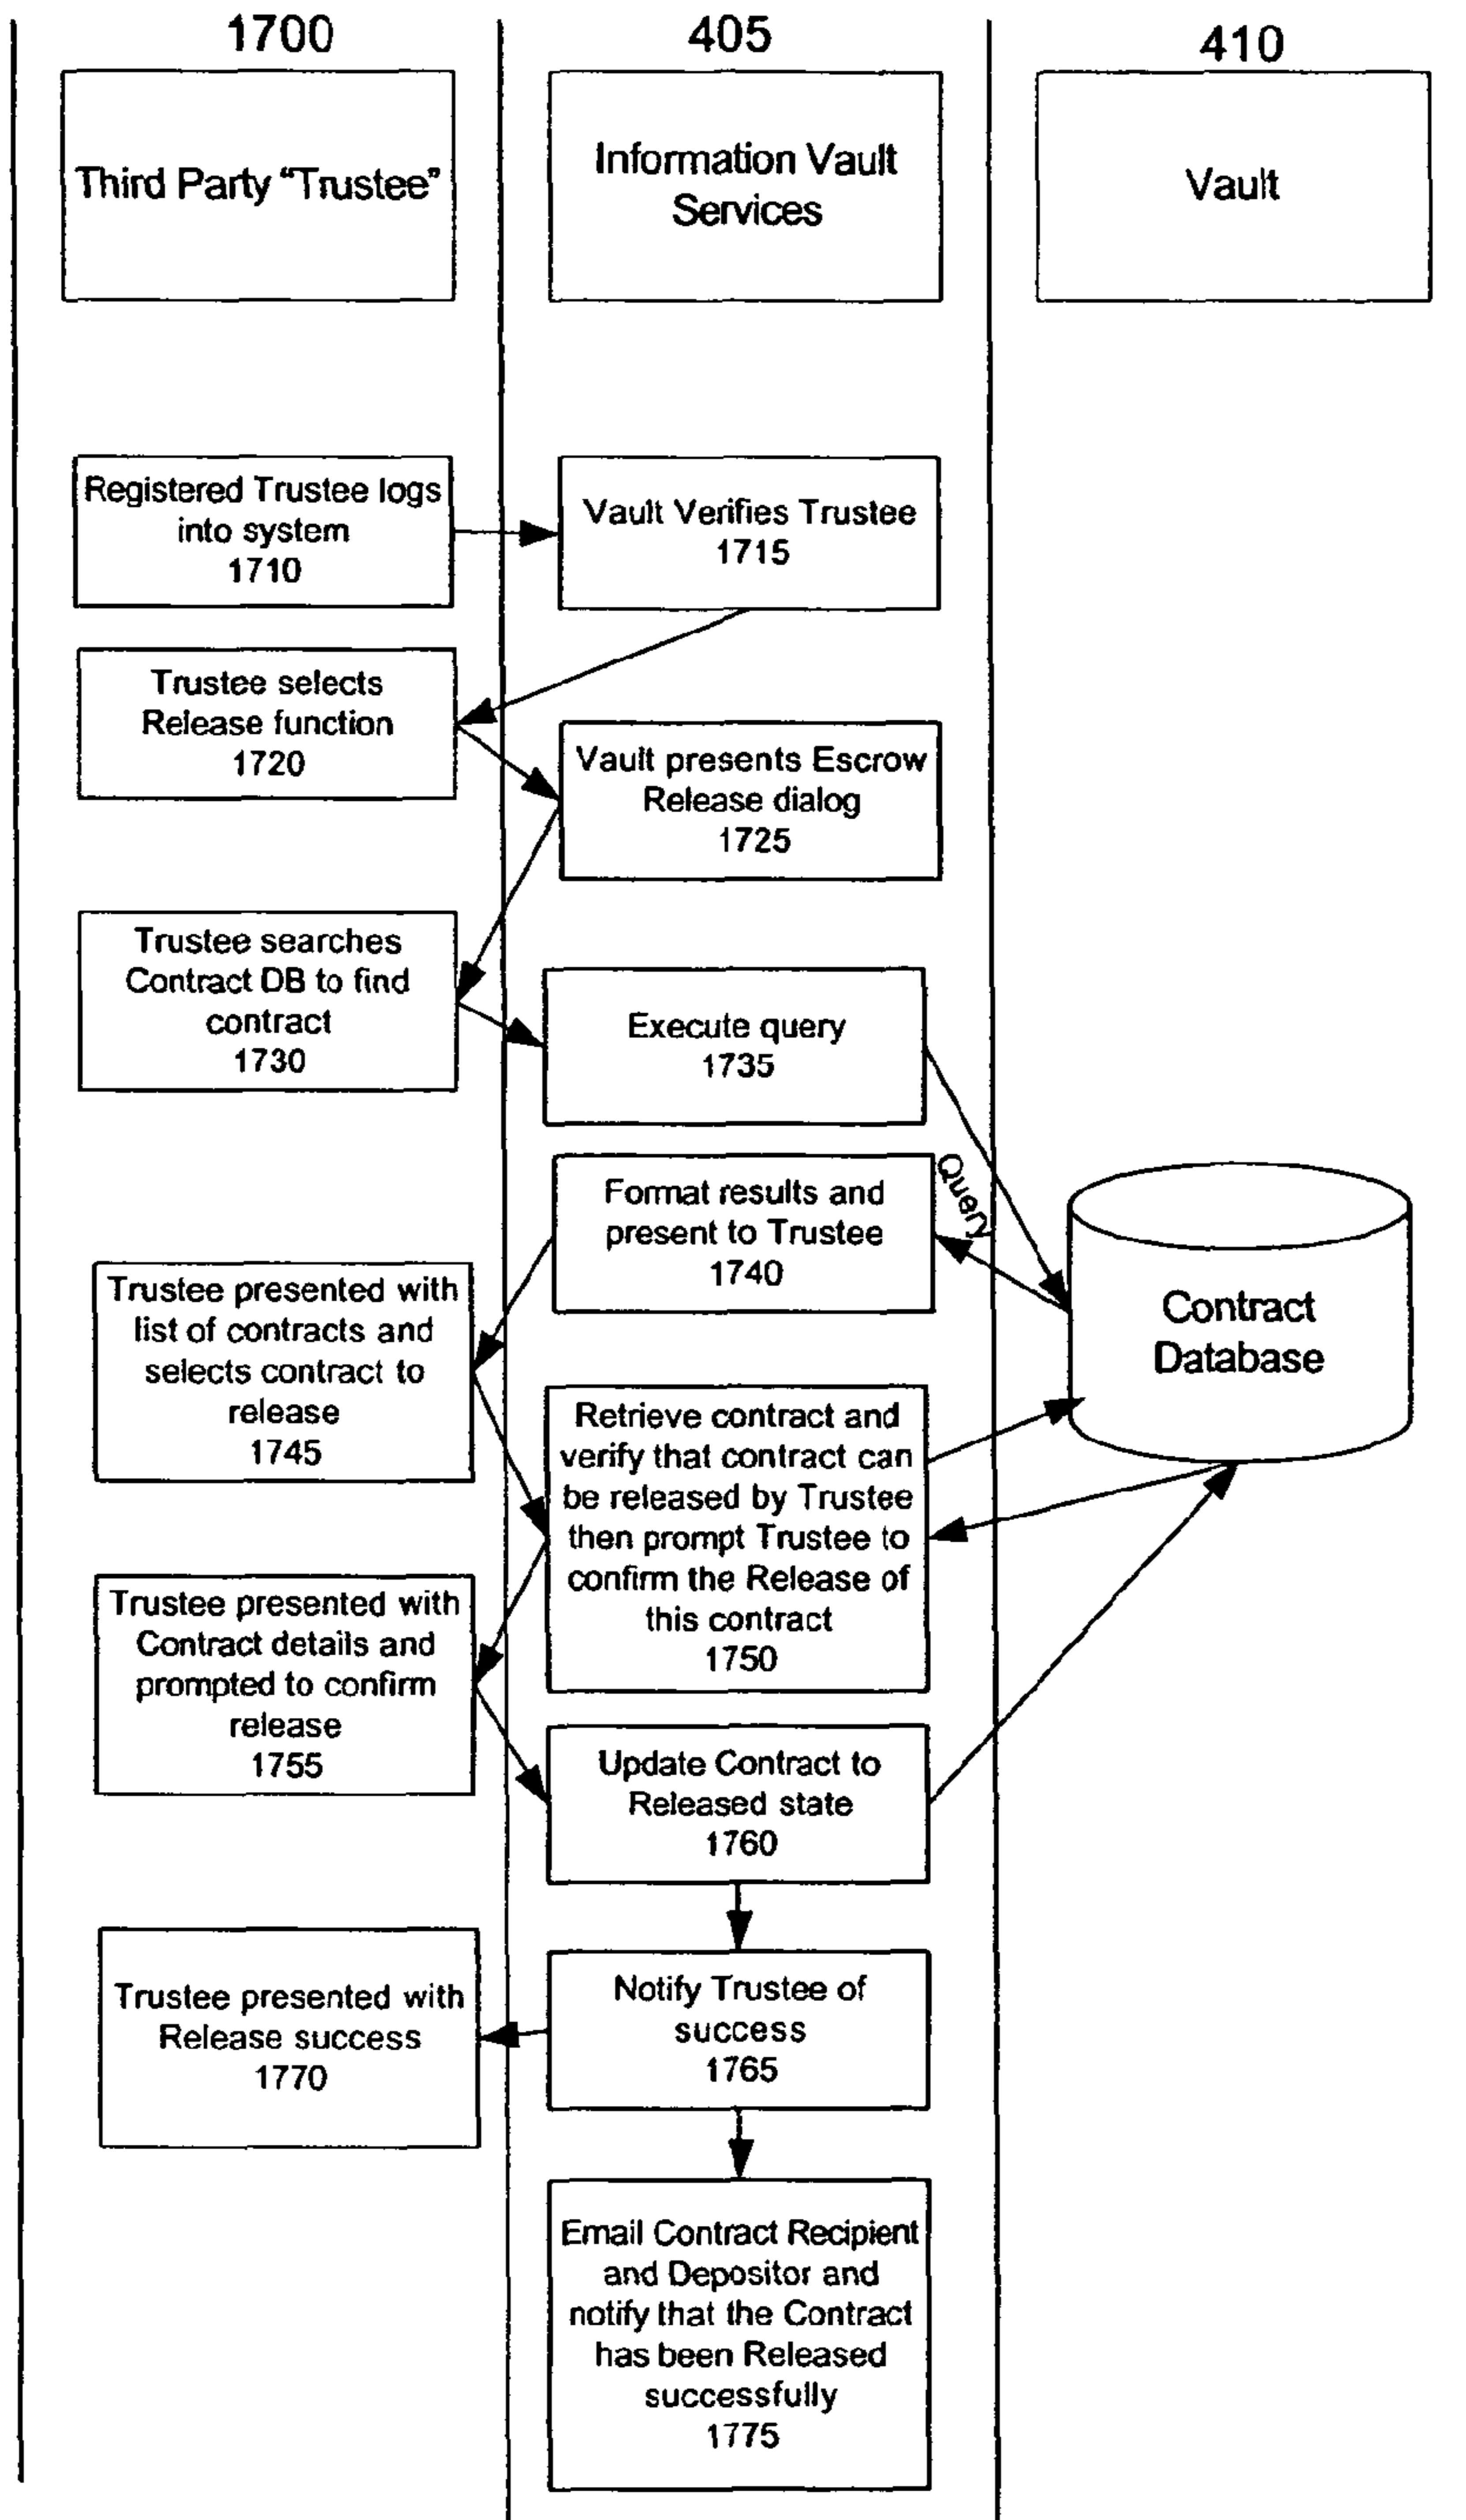 1700
405
410
Third Party “Trustee”
Information Vault
Services
Vault
Registered Trustee logs
into system
1710
Vault Verifies Trustee
1715
Trustee selects
Release function
1720
Vault presents Escrow
Release dialog
1725
Trustee searches
Contract DB to find
contract
1730
Execute query
1735
Query
Format results and
present to Trustee
1740
Contract
Database
Trustee presented with
list of contracts and
selects contract to
release
1745
Retrieve contract and
verify that contract can
be released by Trustee
then prompt Trustee to
confirm the Release of
this contract
1750
Trustee presented with
Contract details and
prompted to confirm
release
1755
Update Contract to
Released state
1760
Notify Trustee of
success
1765
Trustee presented with
Release success
1770
Email Contract Recipient
and Depositor and
notify that the Contract
has been Released
successfully
1775